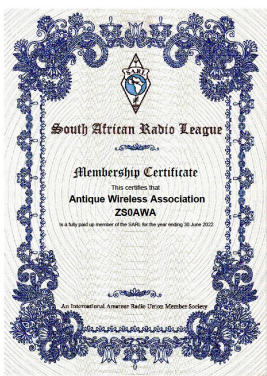 SARL
South African Radio League
Membership Certificate
This certifies that
Antique Wireless Association
ZS0AWA
Is a fully paid up member of the SARL for the year ending 30 June 2022
An International Amateur Radio Union Member Society